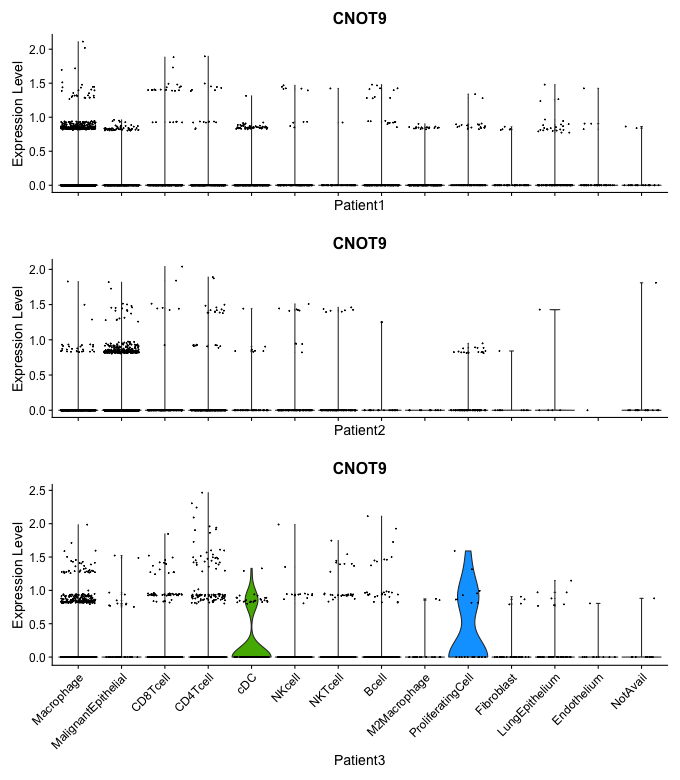 CNOT9
Expression Level
2.0
1.5
1.0
0.5
0.0
Patient1
CNOT9
Expression Level
2.0
1.5
1.0
0.5
0.0
Patient2
CNOT9
Expression Level
2.5
2.0
1.5
1.0
0.5
0.0
Macrophage
MalignantEpithelial
CD8Tcell
CD4Tcell
cDC
NKcell
NKTcell
Bcell
M2Macrophage
ProliferatingCell
Fibroblast
LungEpithelium
Endothelium
NotAvail
Patient3